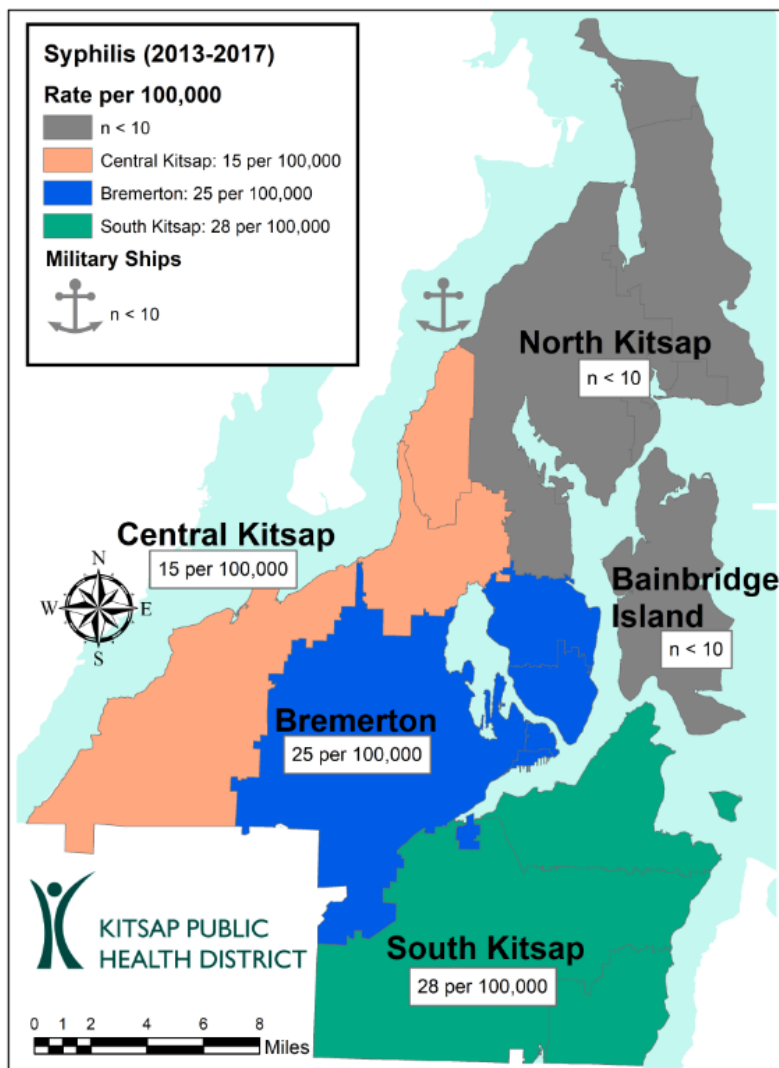 Syphilis (2013-2017)
Rate per 100,000
n < 10
Central Kitsap: 15 per 100,000
Bremerton: 25 per 100,000
South Kitsap: 28 per 100,000
Military Ships
n < 10
North Kitsap
n < 10
Central Kitsap
15 per 100,000
N
W E
S
Bainbridge
Island
n < 10
Bremerton
25 per 100,000
KITSAP PUBLIC
HEALTH DISTRICT
South Kitsap
28 per 100,000
0 1 2 4 6 8
Miles